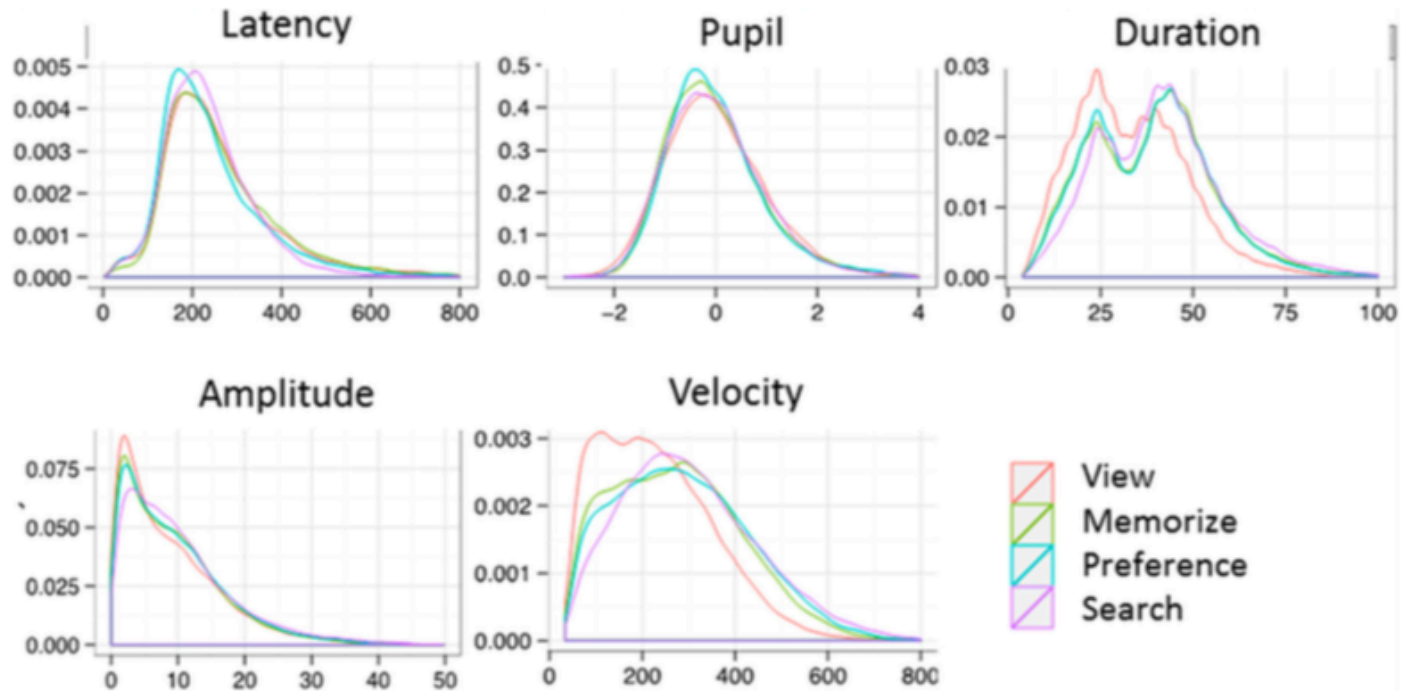 Latency
0.005
0.004
0.003
0.002
0.001
0.000
0 200 400 600 800
Pupil
0.5
0.4
0.3
0.2
0.1
0.0
−2 0 2 4
Duration
0.03
0.02
0.01
0.00
0 25 50 75 100
Amplitude
0.075
0.050
0.025
0.000
0 10 20 30 40 50
Velocity
0.003
0.002
0.001
0.000
0 200 400 600 800
View
Memorize
Preference
Search